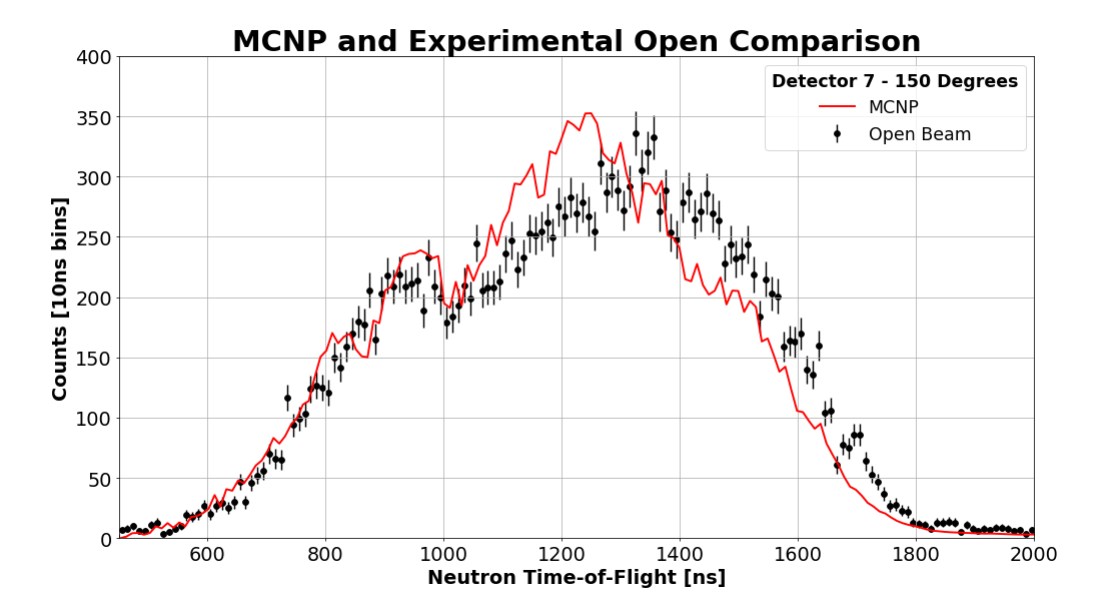 MCNP and Experimental Open Comparison
Detector 7 - 150 Degrees
MCNP
Open Beam
Counts [10ns bins]
400
350
300
250
200
150
100
50
0
600
800
1000
1200
1400
1600
1800
2000
Neutron Time-of-Flight [ns]